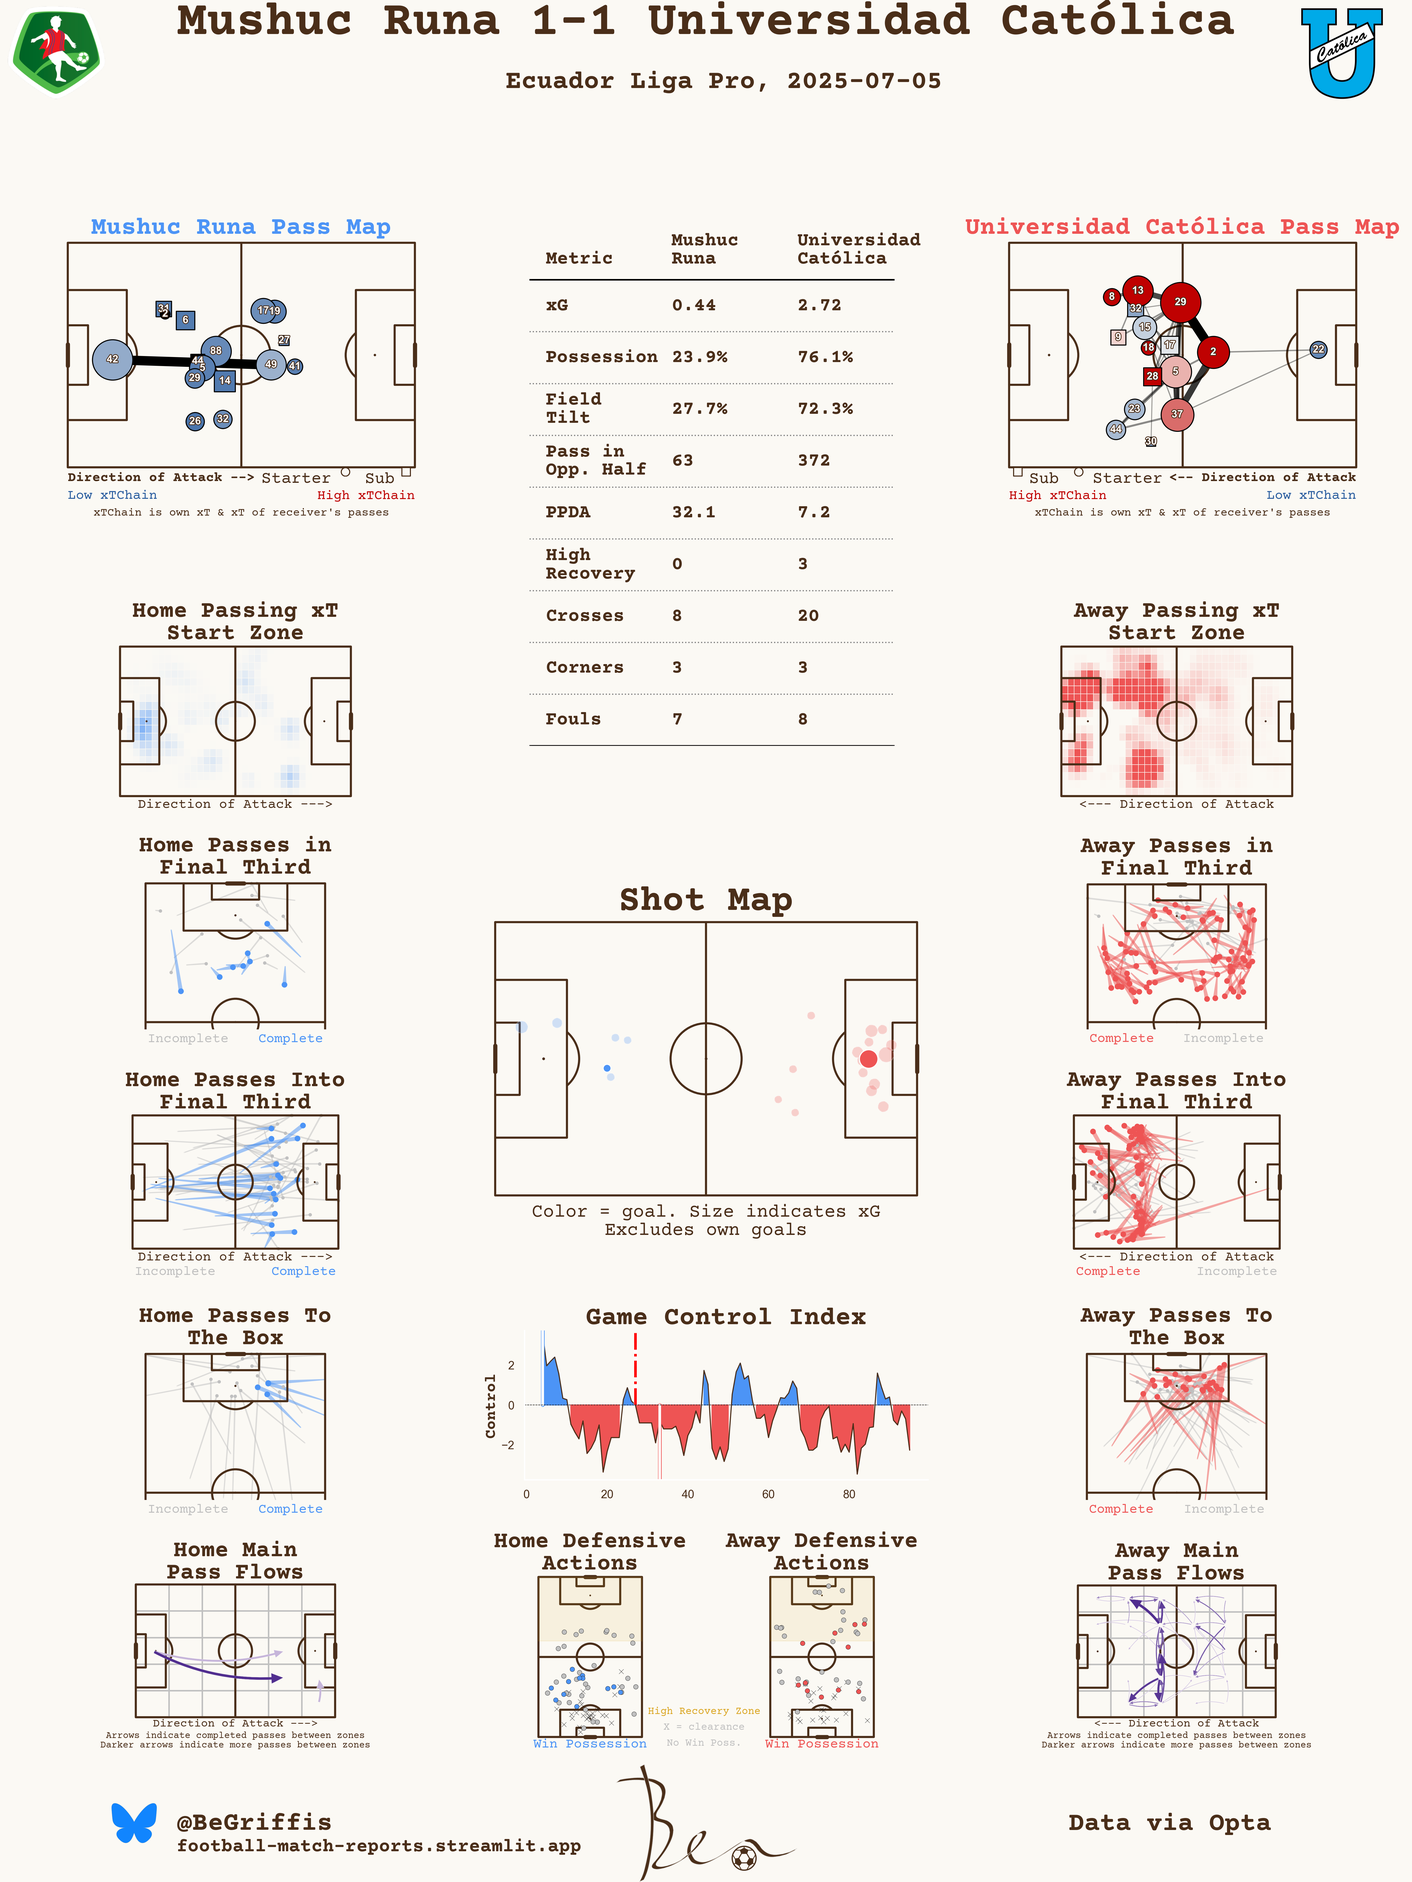 Mushuc Runa 1-1 Universidad Católica
Católica
Ecuador Liga Pro, 2025-07-05
Mushuc Runa Pass Map
42
31
2
6
17
19
27
88
44
5
49
41
29
14
26
32
Direction of Attack --> Starter Sub
Low xTChain High xTChain
xTChain is own xT & xT of receiver's passes
Metric Mushuc Runa Universidad Católica
xG 0.44 2.72
Possession 23.9% 76.1%
Field Tilt 27.7% 72.3%
Pass in Opp. Half 63 372
PPDA 32.1 7.2
High Recovery 0 3
Crosses 8 20
Corners 3 3
Fouls 7 8
Universidad Católica Pass Map
8
13
29
32
15
9
18
17
2
22
28
5
23
37
44
30
Sub Starter <-- Direction of Attack
High xTChain Low xTChain
xTChain is own xT & xT of receiver's passes
Home Passing xT
Start Zone
Direction of Attack --->
Away Passing xT
Start Zone
<--- Direction of Attack
Home Passes in
Final Third
Incomplete Complete
Shot Map
Color = goal. Size indicates xG
Excludes own goals
Away Passes in
Final Third
Complete Incomplete
Home Passes Into
Final Third
Direction of Attack --->
Incomplete Complete
Away Passes Into
Final Third
<--- Direction of Attack
Complete Incomplete
Home Passes To
The Box
Incomplete Complete
Game Control Index
Control
2
0
−2
0 20 40 60 80
Away Passes To
The Box
Complete Incomplete
Home Main
Pass Flows
Direction of Attack --->
Arrows indicate completed passes between zones
Darker arrows indicate more passes between zones
Home Defensive
Actions
Win Possession
High Recovery Zone
X = clearance
No Win Poss.
Away Defensive
Actions
Win Possession
Away Main
Pass Flows
<--- Direction of Attack
Arrows indicate completed passes between zones
Darker arrows indicate more passes between zones
@BeGriffis
football-match-reports.streamlit.app
Ben
Data via Opta